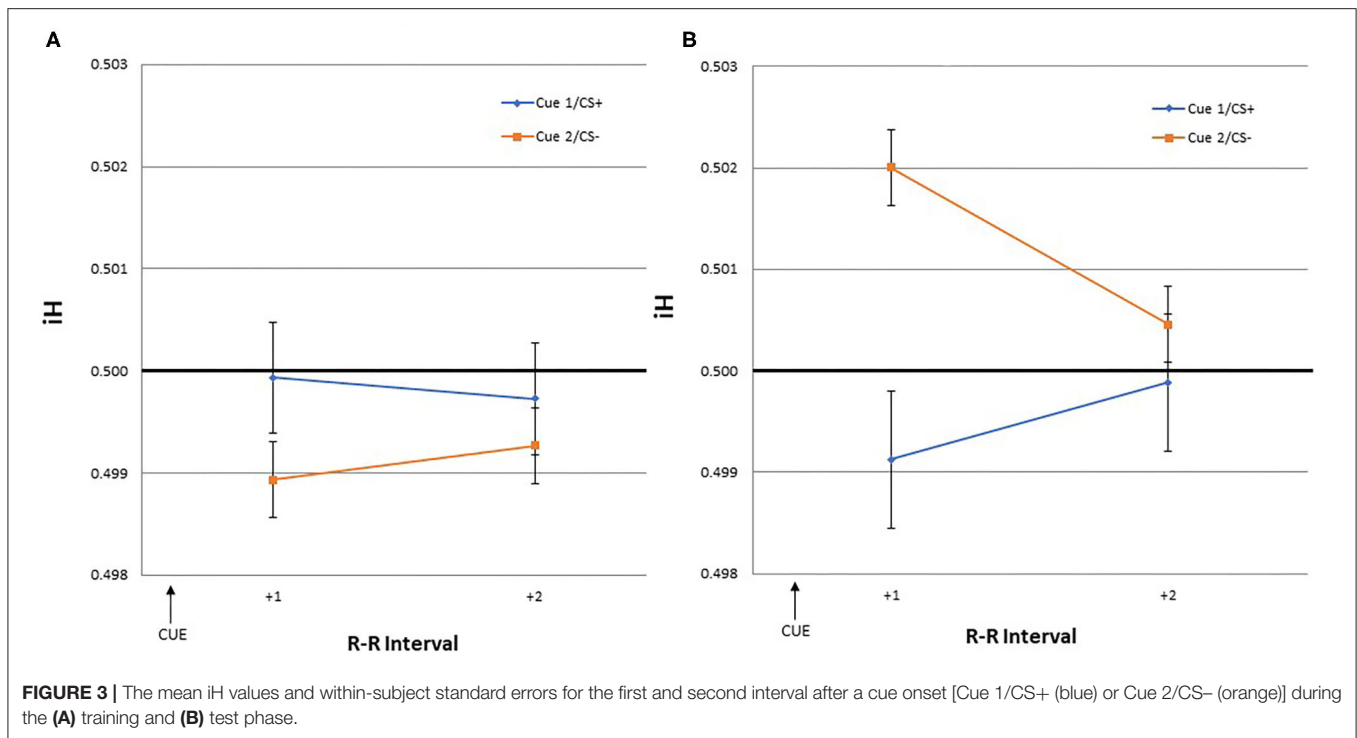 A
0.503
0.502
0.501
0.500
0.499
0.498
iH
Cue 1/CS+
Cue 2/CS-
+1
+2
CUE
R-R Interval
B
0.503
0.502
0.501
0.500
0.499
0.498
iH
Cue 1/CS+
Cue 2/CS-
+1
+2
CUE
R-R Interval
FIGURE 3 | The mean iH values and within-subject standard errors for the first and second interval after a cue onset [Cue 1/CS+ (blue) or Cue 2/CS– (orange)] during
the (A) training and (B) test phase.